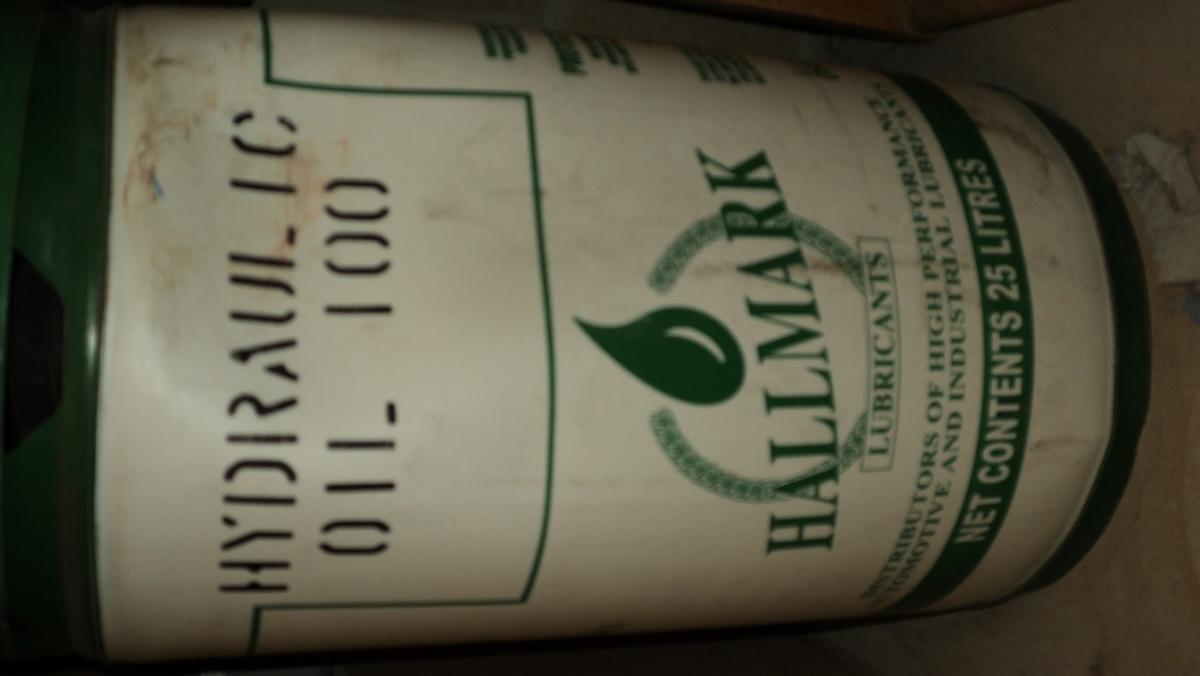 HYDRAULIC
OIL 100
HALLMARK
LUBRICANTS
DISTRIBUTORS OF HIGH PERFORMANCE
AUTOMOTIVE AND INDUSTRIAL LUBRICANTS
NET CONTENTS 25 LITRES